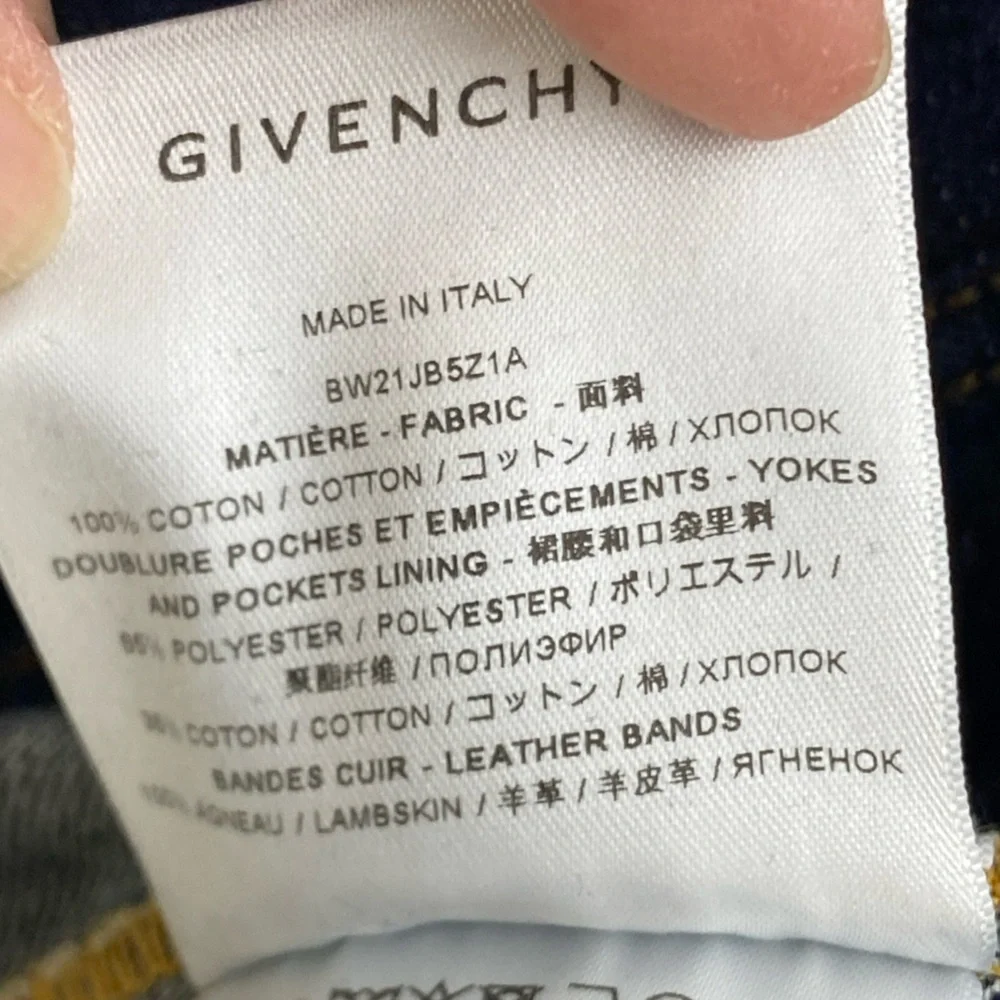 GIVENCHY
MADE IN ITALY
BW21JB5Z1A
MATIÈRE - FABRIC - 面料
100% COTON / COTTON / コットン / 棉 / ХЛОПОК
DOUBLURE POCHES ET EMPIÈCEMENTS - YOKES
AND POCKETS LINING - 裙腰和口袋里料
65% POLYESTER / POLYESTER / ポリエステル /
聚酯纤维 / ПОЛИЭФИР
COTON / COTTON / コットン / 棉 / ХЛОПОК
BANDES CUIR - LEATHER BANDS
100% AGNEAU / LAMBSKIN / 羊革 / 羊皮革 / ЯГНЕНОК